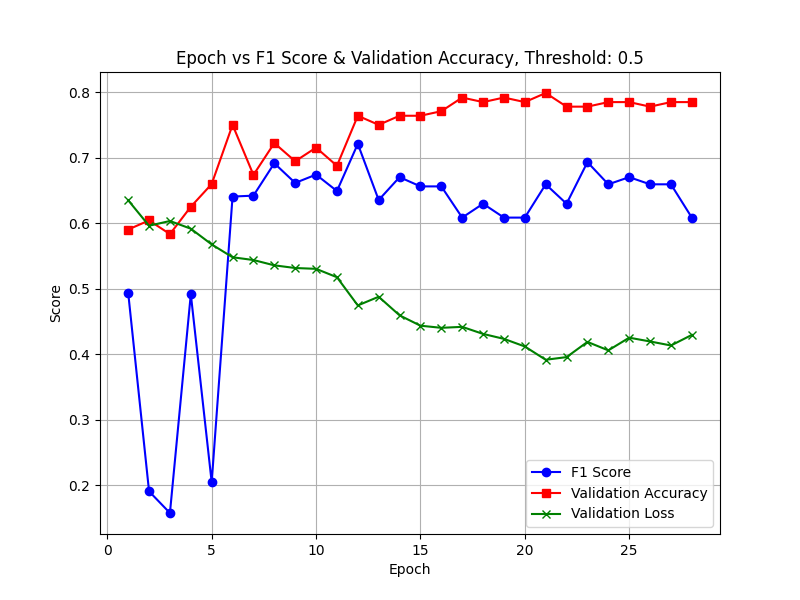 Epoch vs F1 Score & Validation Accuracy, Threshold: 0.5
0.8
0.7
0.6
0.5
0.4
0.3
0.2
Score
0
5
10
15
20
25
Epoch
F1 Score
Validation Accuracy
Validation Loss